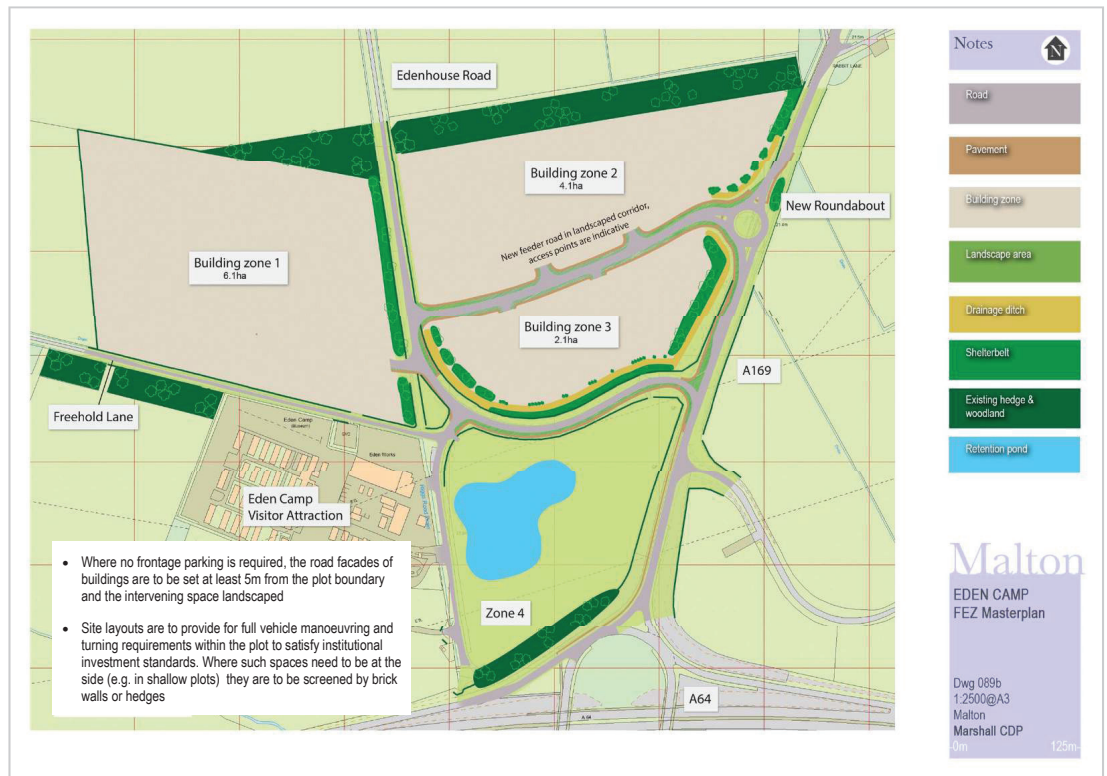 Edenhouse Road
Building zone 2
4.1ha
New Roundabout
New feeder road in landscaped corridor,
access points are indicative
Building zone 1
6.1ha
Building zone 3
2.1ha
A169
Freehold Lane
Eden Camp
Eden Works
Eden Camp
Visitor Attraction
• Where no frontage parking is required, the road facades of
buildings are to be set at least 5m from the plot boundary
and the intervening space landscaped
• Site layouts are to provide for full vehicle manoeuvring and
turning requirements within the plot to satisfy institutional
investment standards. Where such spaces need to be at the
side (e.g. in shallow plots) they are to be screened by brick
walls or hedges
Zone 4
A64
A 64
Notes
N
Road
Pavement
Building zone
Landscape area
Drainage ditch
Shelterbelt
Existing hedge &
woodland
Retention pond
Malton
EDEN CAMP
FEZ Masterplan
Dwg 089b
1:2500@A3
Malton
Marshall CDP
0m 125m